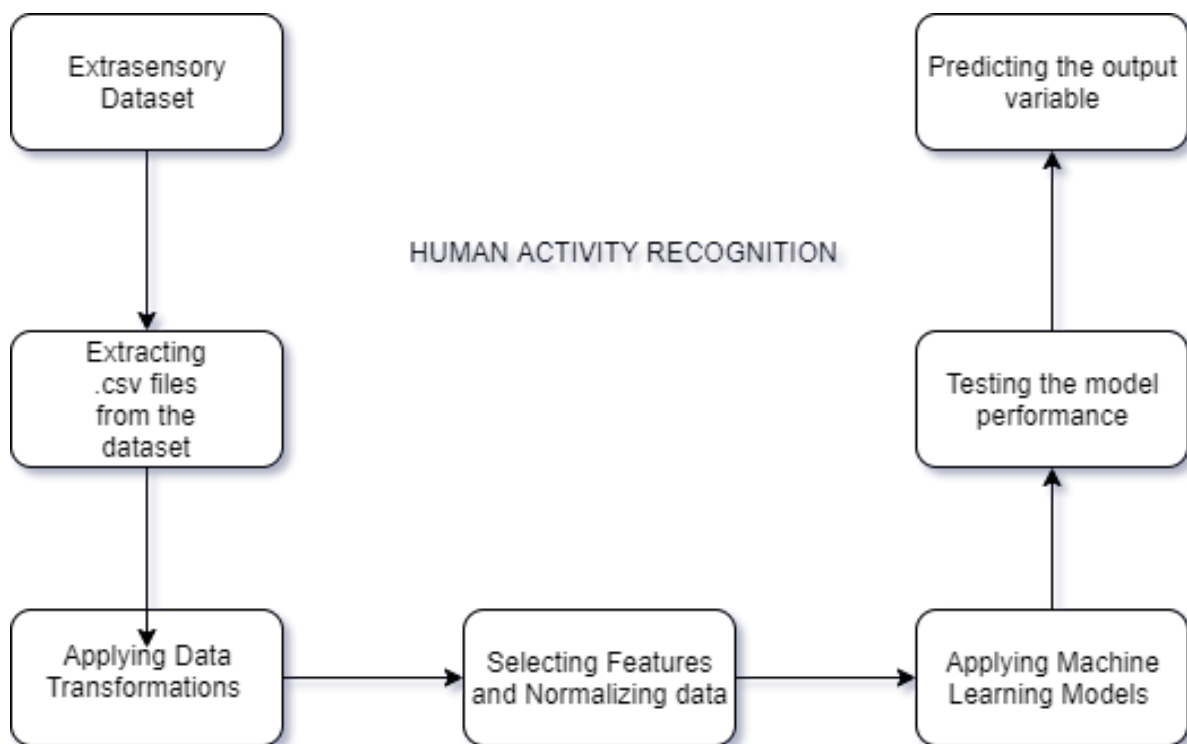 Extrasensory
Dataset
Predicting the output
variable
HUMAN ACTIVITY RECOGNITION
Extracting
.csv files
from the
dataset
Testing the model
performance
Applying Data
Transformations
Selecting Features
and Normalizing data
Applying Machine
Learning Models